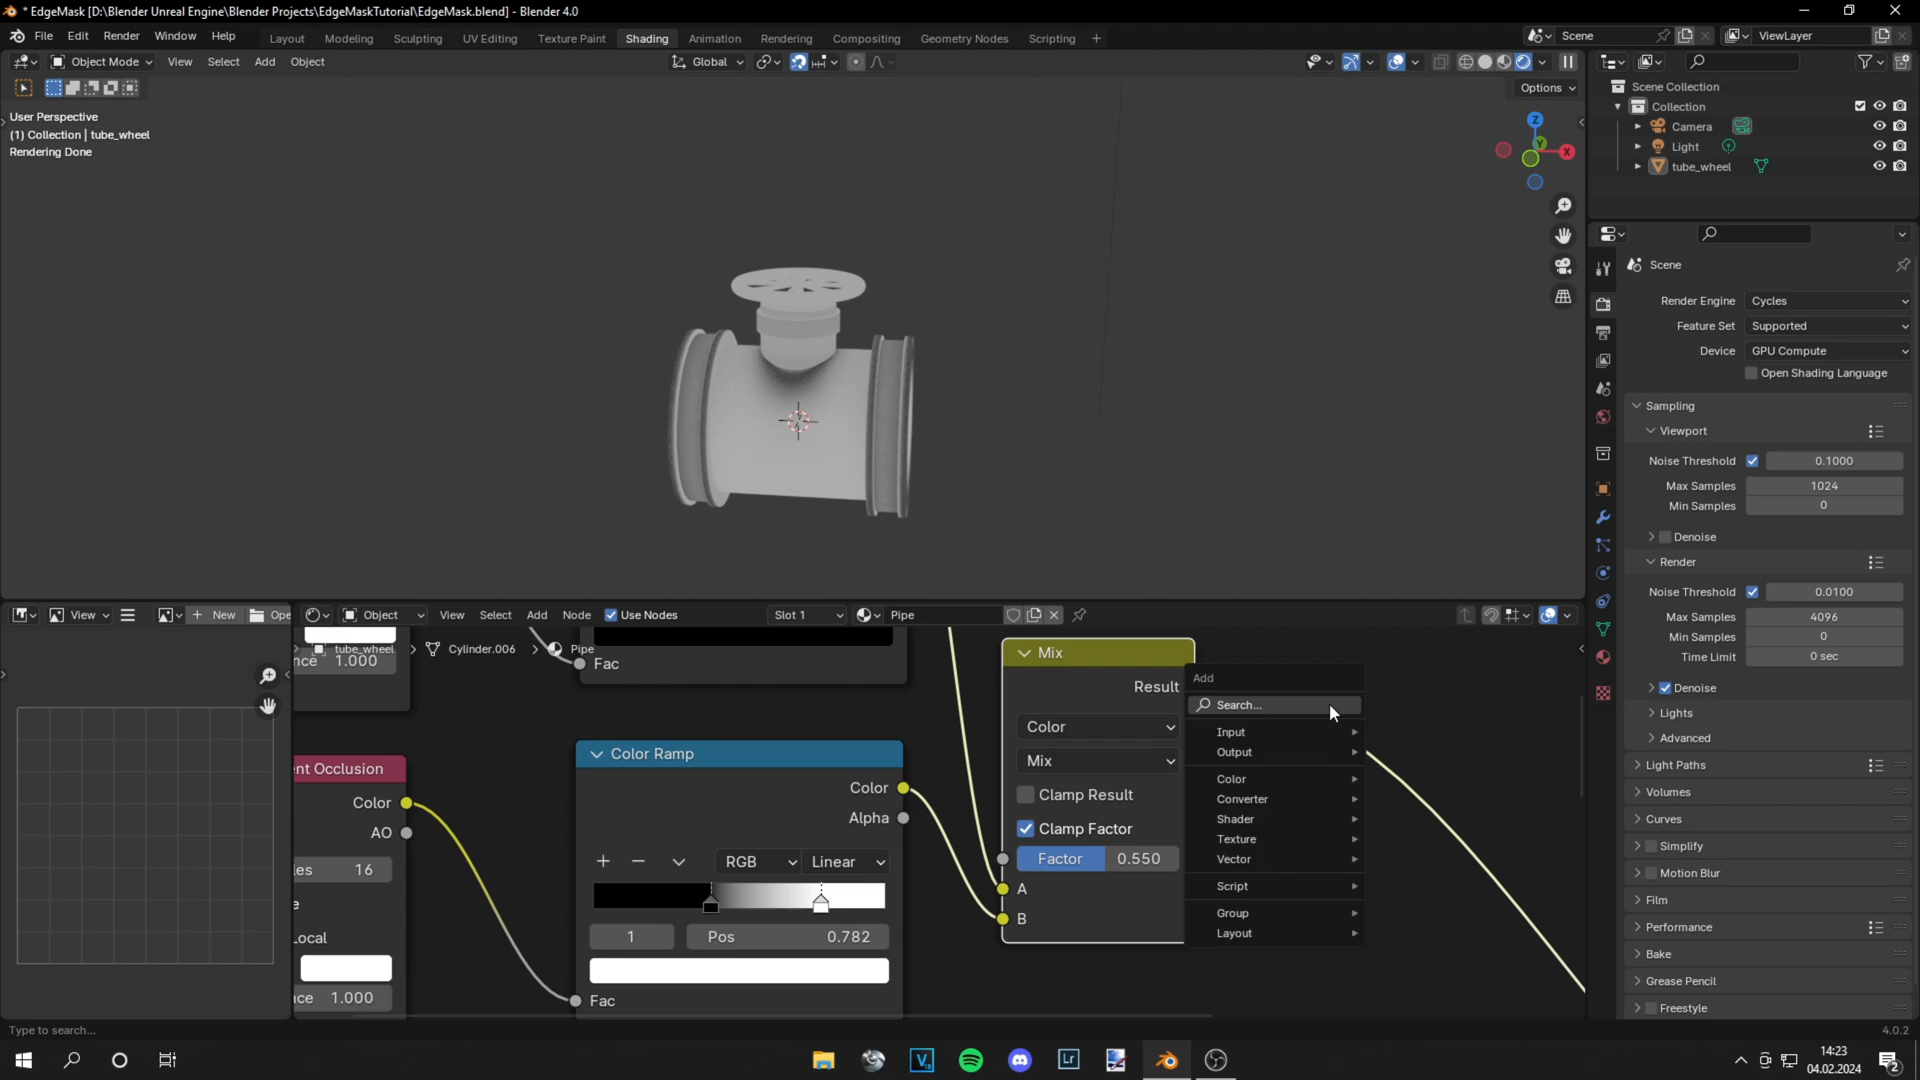 * EdgeMask [D:\Blender Unreal Engine\Blender Projects\EdgeMaskTutorial\EdgeMask.blend] - Blender 4.0
File Edit Render Window Help Layout Modeling Sculpting UV Editing Texture Paint Shading Animation Rendering Compositing Geometry Nodes Scripting + Scene ViewLayer
Object Mode View Select Add Object Global
Options
User Perspective
(1) Collection | tube_wheel
Rendering Done
Z
Y
X
Scene Collection
Collection
Camera
Light
tube_wheel
Scene
Render Engine Cycles
Feature Set Supported
Device GPU Compute
Open Shading Language
Sampling
Viewport
Noise Threshold 0.1000
Max Samples 1024
Min Samples 0
Denoise
Render
Noise Threshold 0.0100
Max Samples 4096
Min Samples 0
Time Limit 0 sec
Denoise
Lights
Advanced
Light Paths
Volumes
Curves
Simplify
Motion Blur
Film
Performance
Bake
Grease Pencil
Freestyle
View + New Ope
Object View Select Add Node Use Nodes Slot 1 Pipe
tube_wheel > Cylinder.006 > Pipe
nce 1.000
Fac
nt Occlusion
Color
AO
les 16
e
Local
nce 1.000
Color Ramp
Color
Alpha
RGB Linear
1 Pos 0.782
Fac
Mix
Result
Color
Mix
Clamp Result
Clamp Factor
Factor 0.550
A
B
Add
Search...
Input
Output
Color
Converter
Shader
Texture
Vector
Script
Group
Layout
Type to search...
4.0.2
Lr
14:23
04.02.2024
2